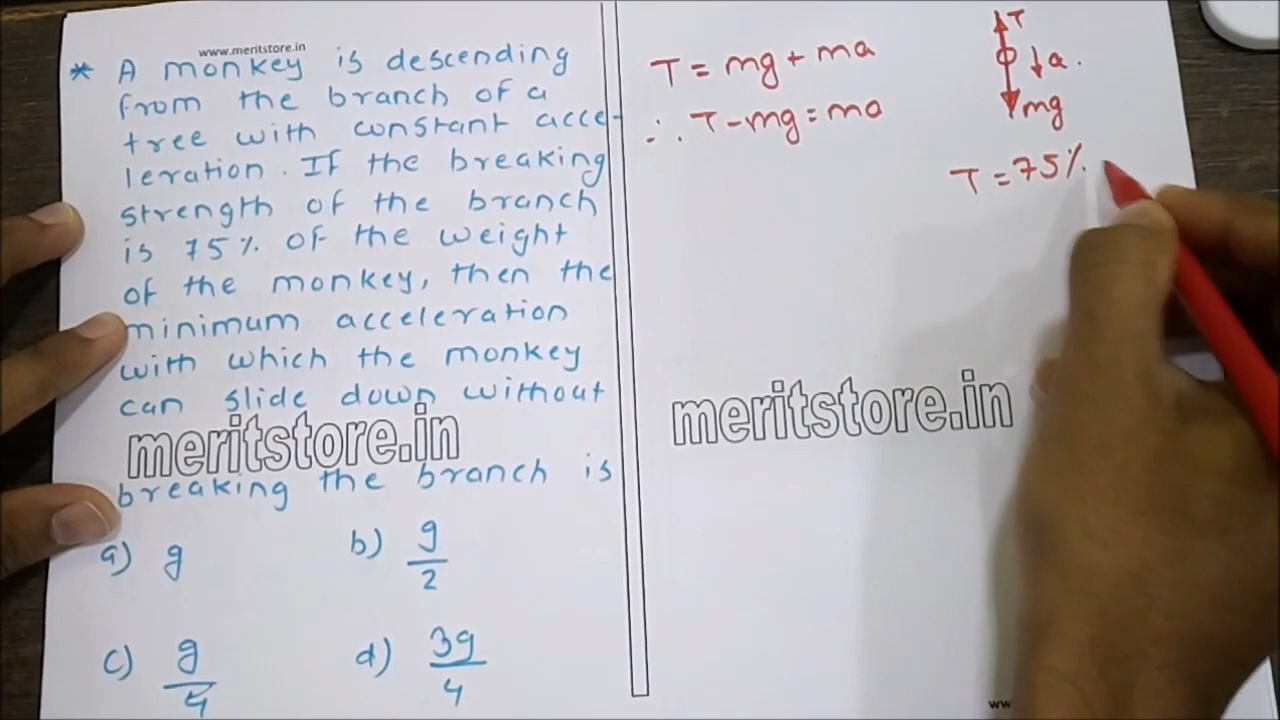 www.meritstore.in
* A monkey is descending
from the branch of a
tree with constant acce-
leration. If the breaking
strength of the branch
is 75% of the weight
of the monkey, then the
minimum acceleration
with which the monkey
can slide down without
meritstore.in
breaking the branch is
a) g b) g/2
c) g/4 d) 3g/4
T = mg + ma
∴ T - mg = ma
T
↓a.
mg
T = 75%
meritstore.in
ww